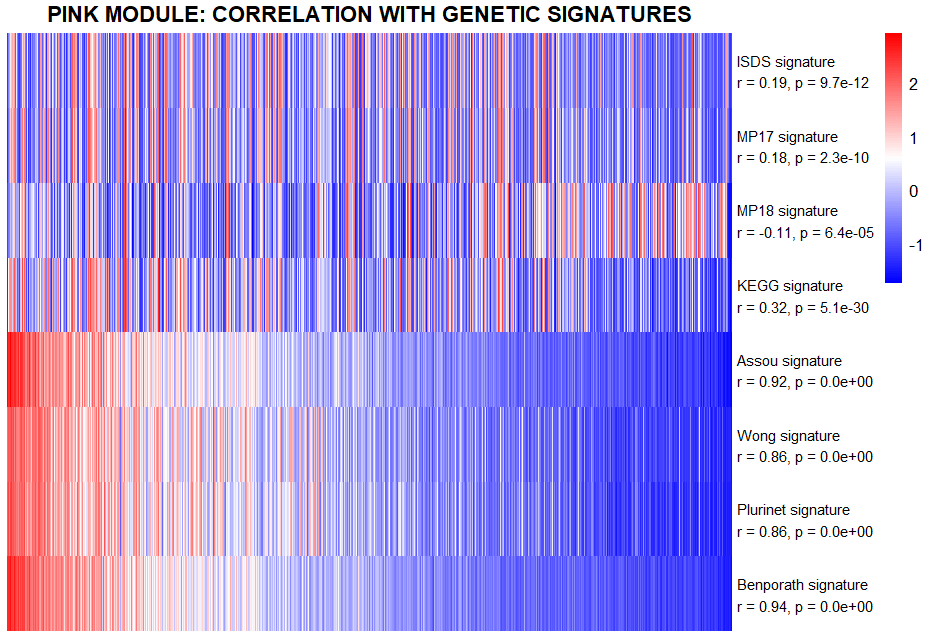 PINK MODULE: CORRELATION WITH GENETIC SIGNATURES
ISDS signature
r = 0.19, p = 9.7e-12
MP17 signature
r = 0.18, p = 2.3e-10
MP18 signature
r = -0.11, p = 6.4e-05
KEGG signature
r = 0.32, p = 5.1e-30
Assou signature
r = 0.92, p = 0.0e+00
Wong signature
r = 0.86, p = 0.0e+00
Plurinet signature
r = 0.86, p = 0.0e+00
Benporath signature
r = 0.94, p = 0.0e+00
2
1
0
-1